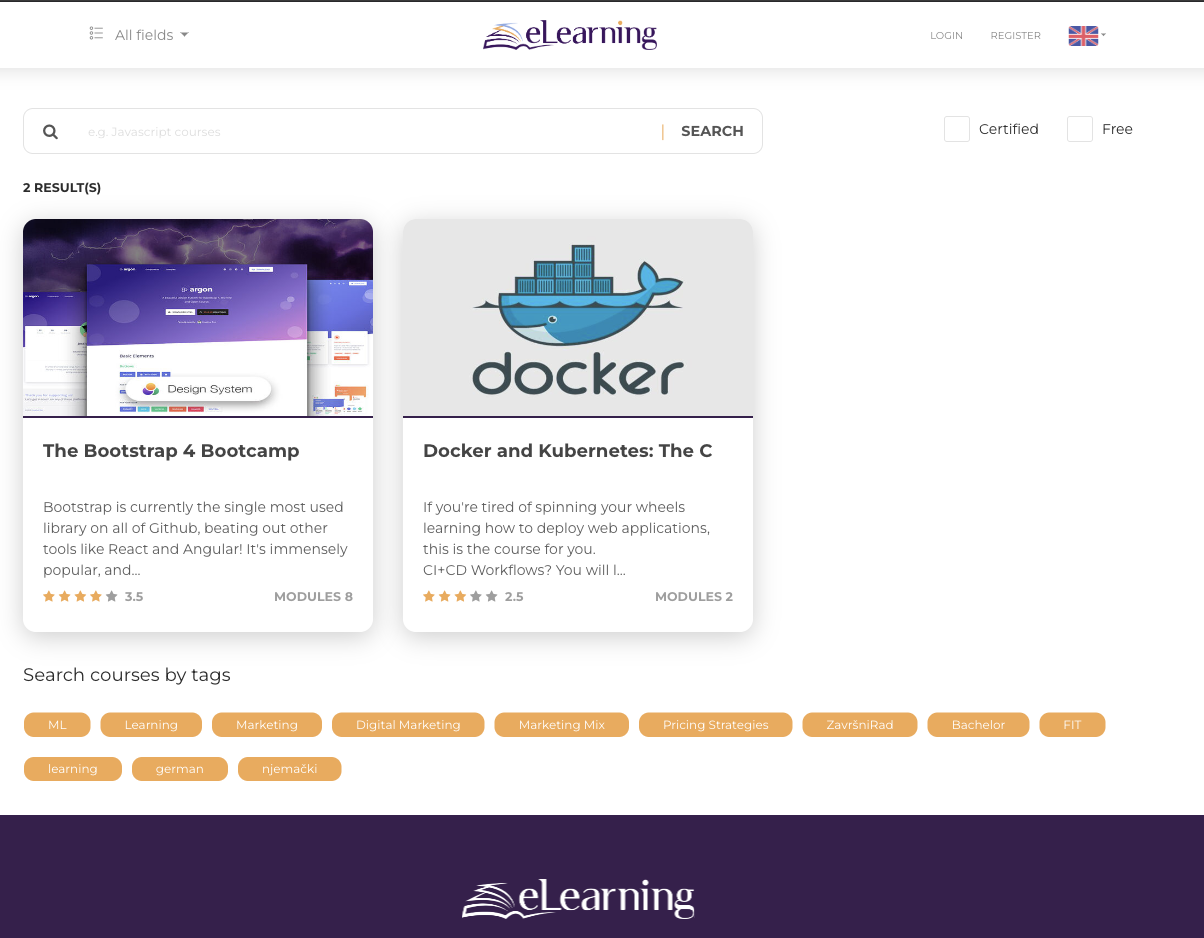 All fields
eLearning
LOGIN
REGISTER
e.g. Javascript courses
SEARCH
Certified
Free
2 RESULT(S)
argon
argon
Basic Elements
Design System
docker
The Bootstrap 4 Bootcamp
Docker and Kubernetes: The C
Bootstrap is currently the single most used
library on all of Github, beating out other
tools like React and Angular! It's immensely
popular, and...
If you're tired of spinning your wheels
learning how to deploy web applications,
this is the course for you.
CI+CD Workflows? You will l...
3.5
MODULES 8
2.5
MODULES 2
Search courses by tags
ML
Learning
Marketing
Digital Marketing
Marketing Mix
Pricing Strategies
ZavršniRad
Bachelor
FIT
learning
german
njemački
eLearning